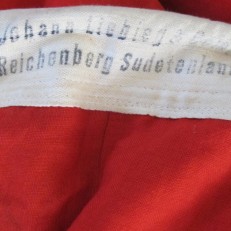 Johann Liebieg &
Reichenberg Sudetenland